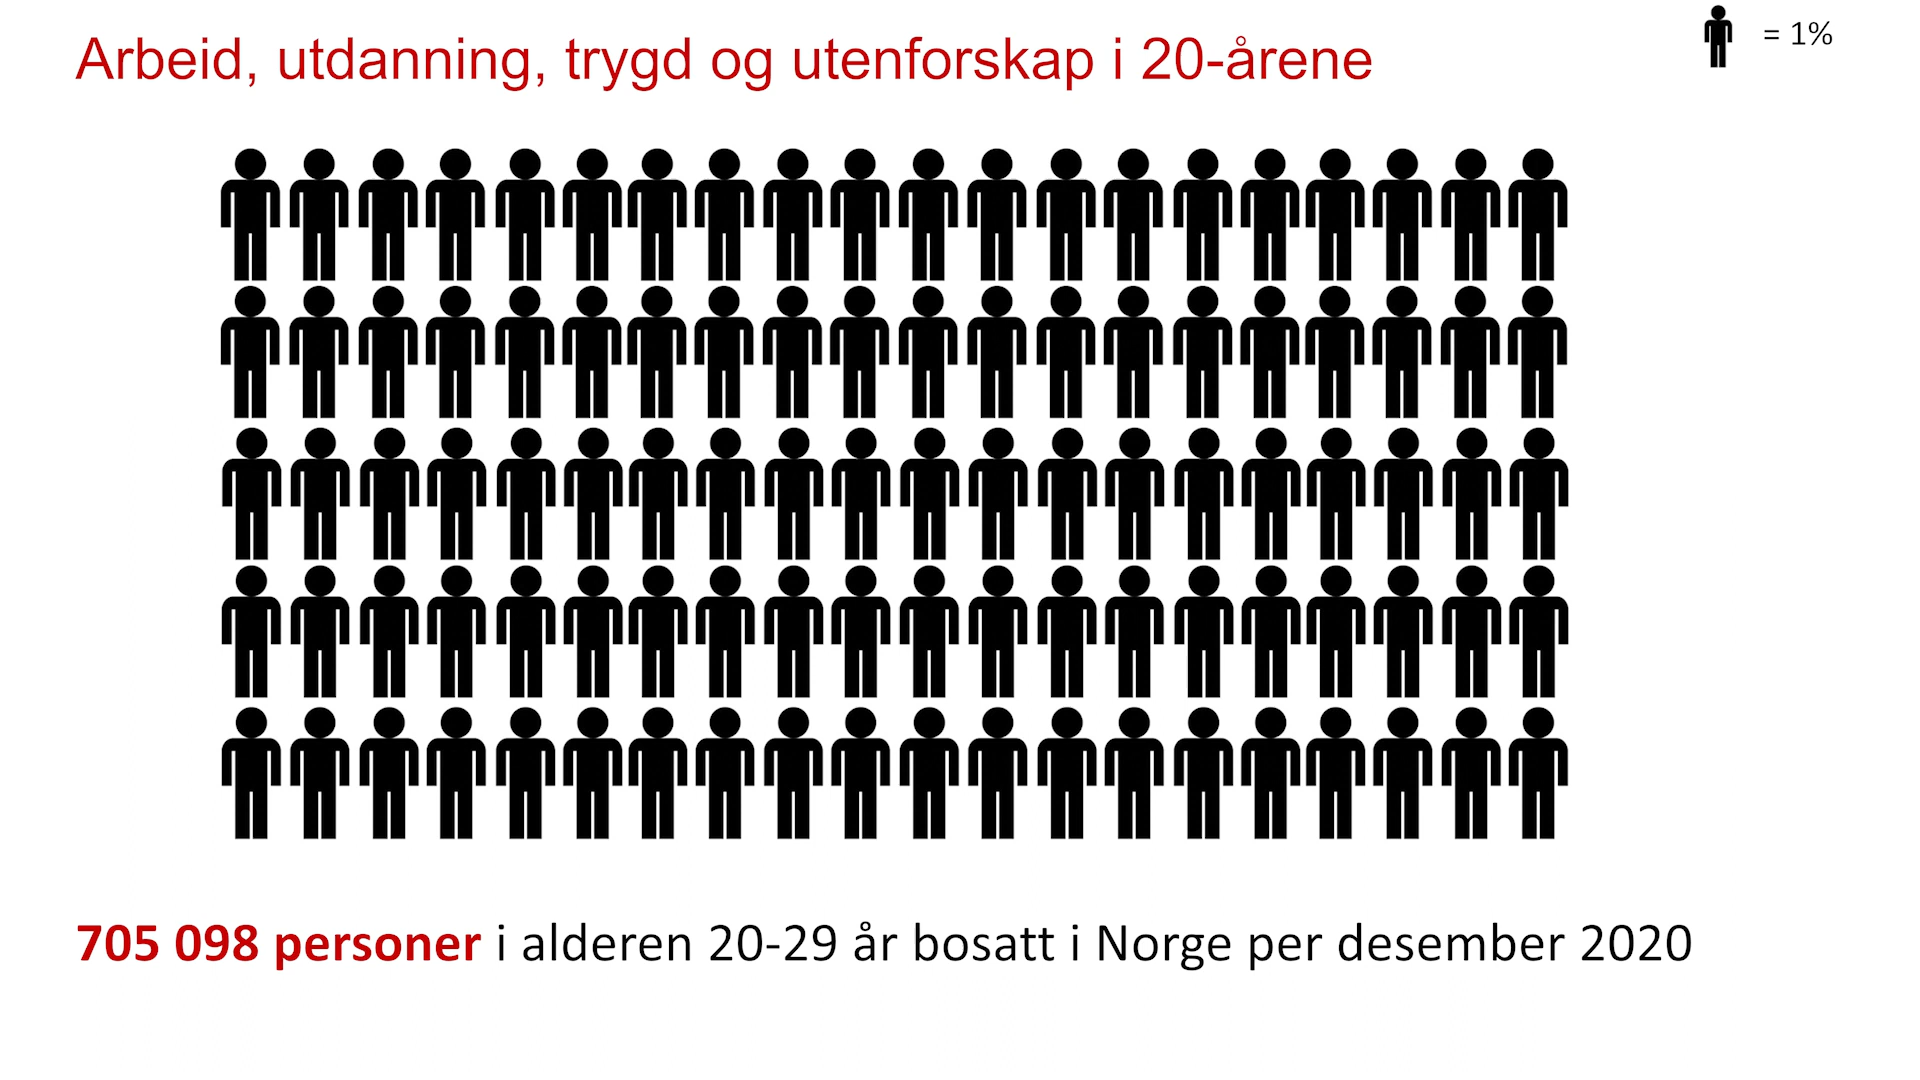 Arbeid, utdanning, trygd og utenforskap i 20-årene
= 1%
705 098 personer i alderen 20-29 år bosatt i Norge per desember 2020